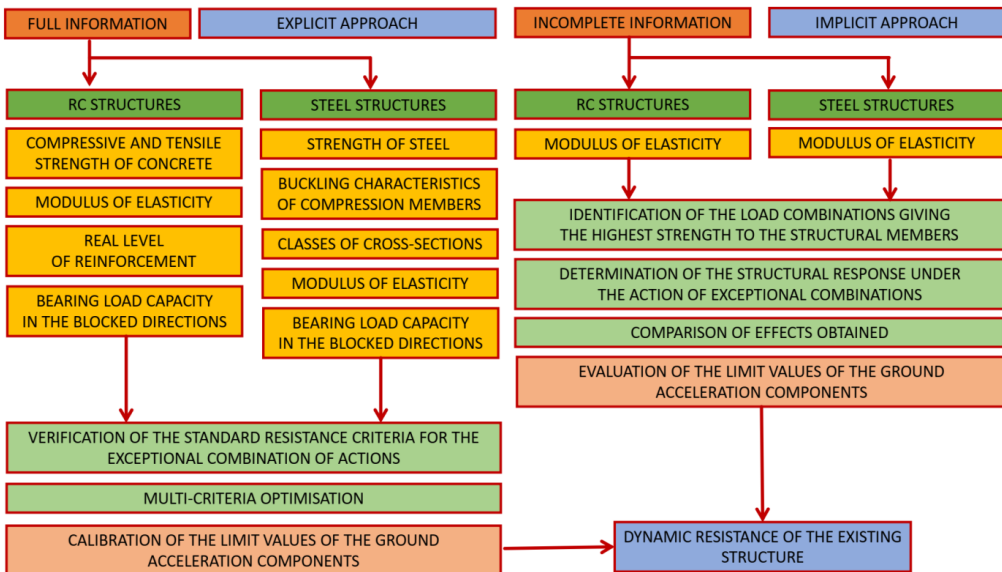 FULL INFORMATION
EXPLICIT APPROACH
RC STRUCTURES
COMPRESSIVE AND TENSILE
STRENGTH OF CONCRETE
MODULUS OF ELASTICITY
REAL LEVEL
OF REINFORCEMENT
BEARING LOAD CAPACITY
IN THE BLOCKED DIRECTIONS
STEEL STRUCTURES
STRENGTH OF STEEL
BUCKLING CHARACTERISTICS
OF COMPRESSION MEMBERS
CLASSES OF CROSS-SECTIONS
MODULUS OF ELASTICITY
BEARING LOAD CAPACITY
IN THE BLOCKED DIRECTIONS
VERIFICATION OF THE STANDARD RESISTANCE CRITERIA FOR THE
EXCEPTIONAL COMBINATION OF ACTIONS
MULTI-CRITERIA OPTIMISATION
CALIBRATION OF THE LIMIT VALUES OF THE GROUND
ACCELERATION COMPONENTS
INCOMPLETE INFORMATION
IMPLICIT APPROACH
RC STRUCTURES
MODULUS OF ELASTICITY
STEEL STRUCTURES
MODULUS OF ELASTICITY
IDENTIFICATION OF THE LOAD COMBINATIONS GIVING
THE HIGHEST STRENGTH TO THE STRUCTURAL MEMBERS
DETERMINATION OF THE STRUCTURAL RESPONSE UNDER
THE ACTION OF EXCEPTIONAL COMBINATIONS
COMPARISON OF EFFECTS OBTAINED
EVALUATION OF THE LIMIT VALUES OF THE GROUND
ACCELERATION COMPONENTS
DYNAMIC RESISTANCE OF THE EXISTING
STRUCTURE